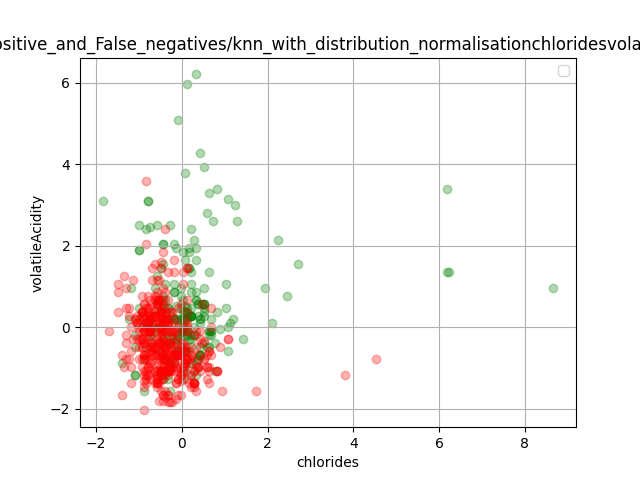 ositive_and_False_negatives/knn_with_distribution_normalisationchloridesvola
6
4
2
0
−2
volatileAcidity
−2 0 2 4 6 8
chlorides